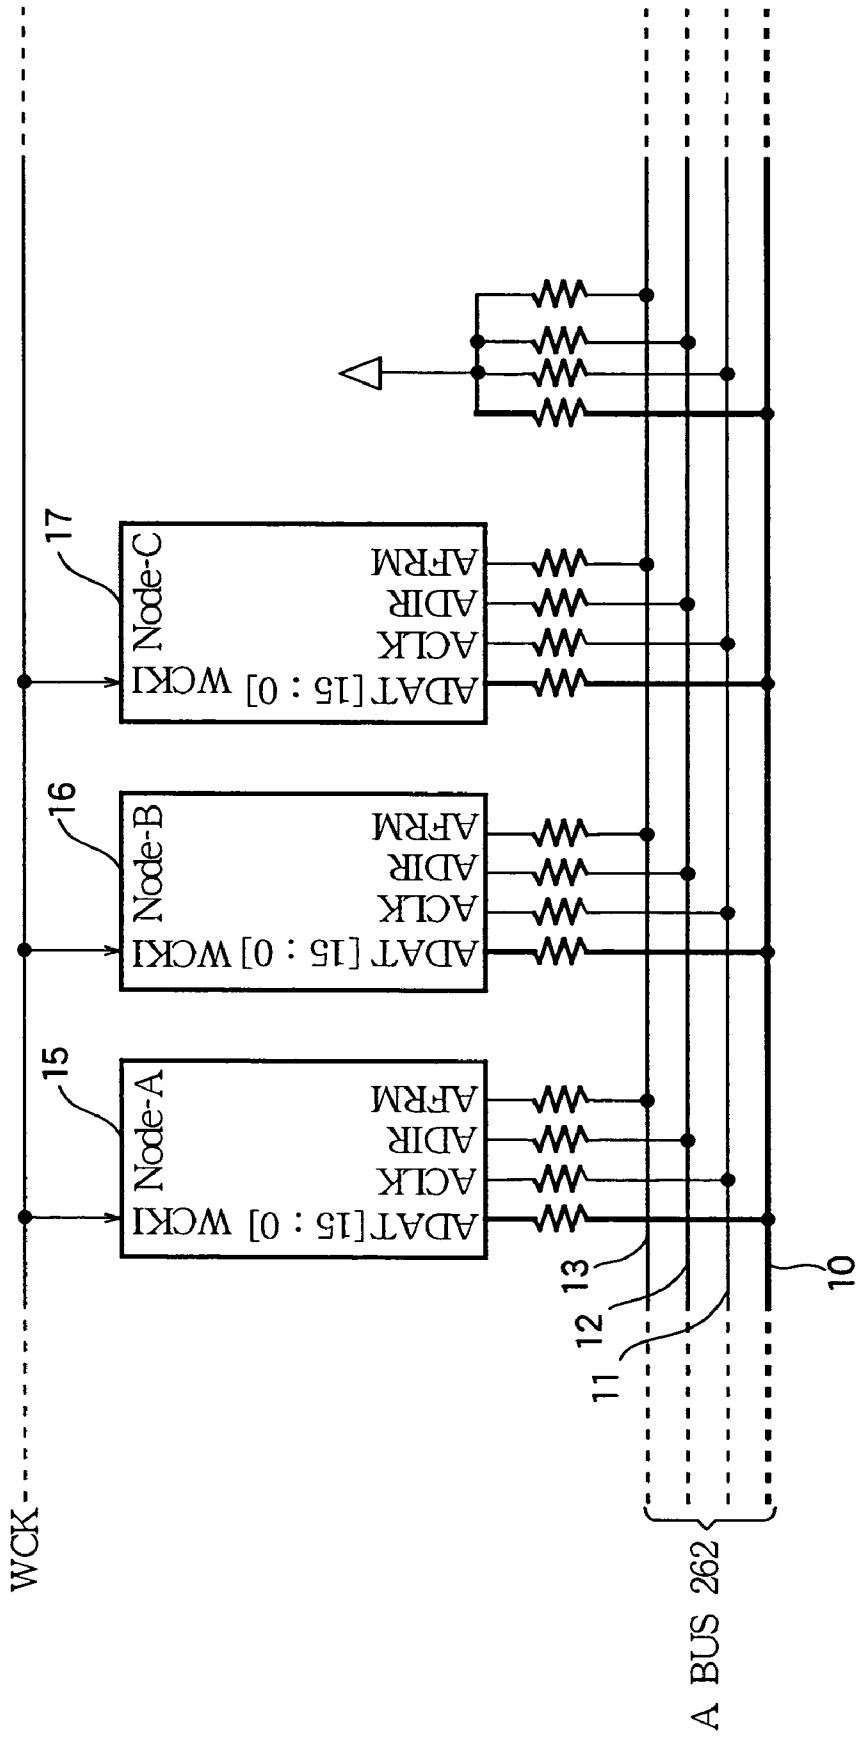 WCK
15
16
17
Node-A
Node-B
Node-C
WCKI
WCKI
WCKI
ADAT[15 : 0]
ACLK
ADIR
AFRM
ADAT[15 : 0]
ACLK
ADIR
AFRM
ADAT[15 : 0]
ACLK
ADIR
AFRM
13
12
11
10
A BUS 262